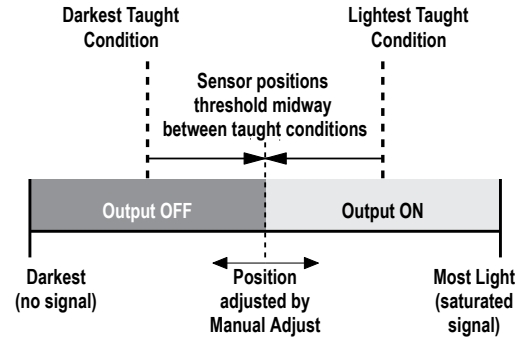 Darkest Taught
Condition
Lightest Taught
Condition
Sensor positions
threshold midway
between taught conditions
Output OFF
Output ON
Darkest
(no signal)
Position
adjusted by
Manual Adjust
Most Light
(saturated
signal)